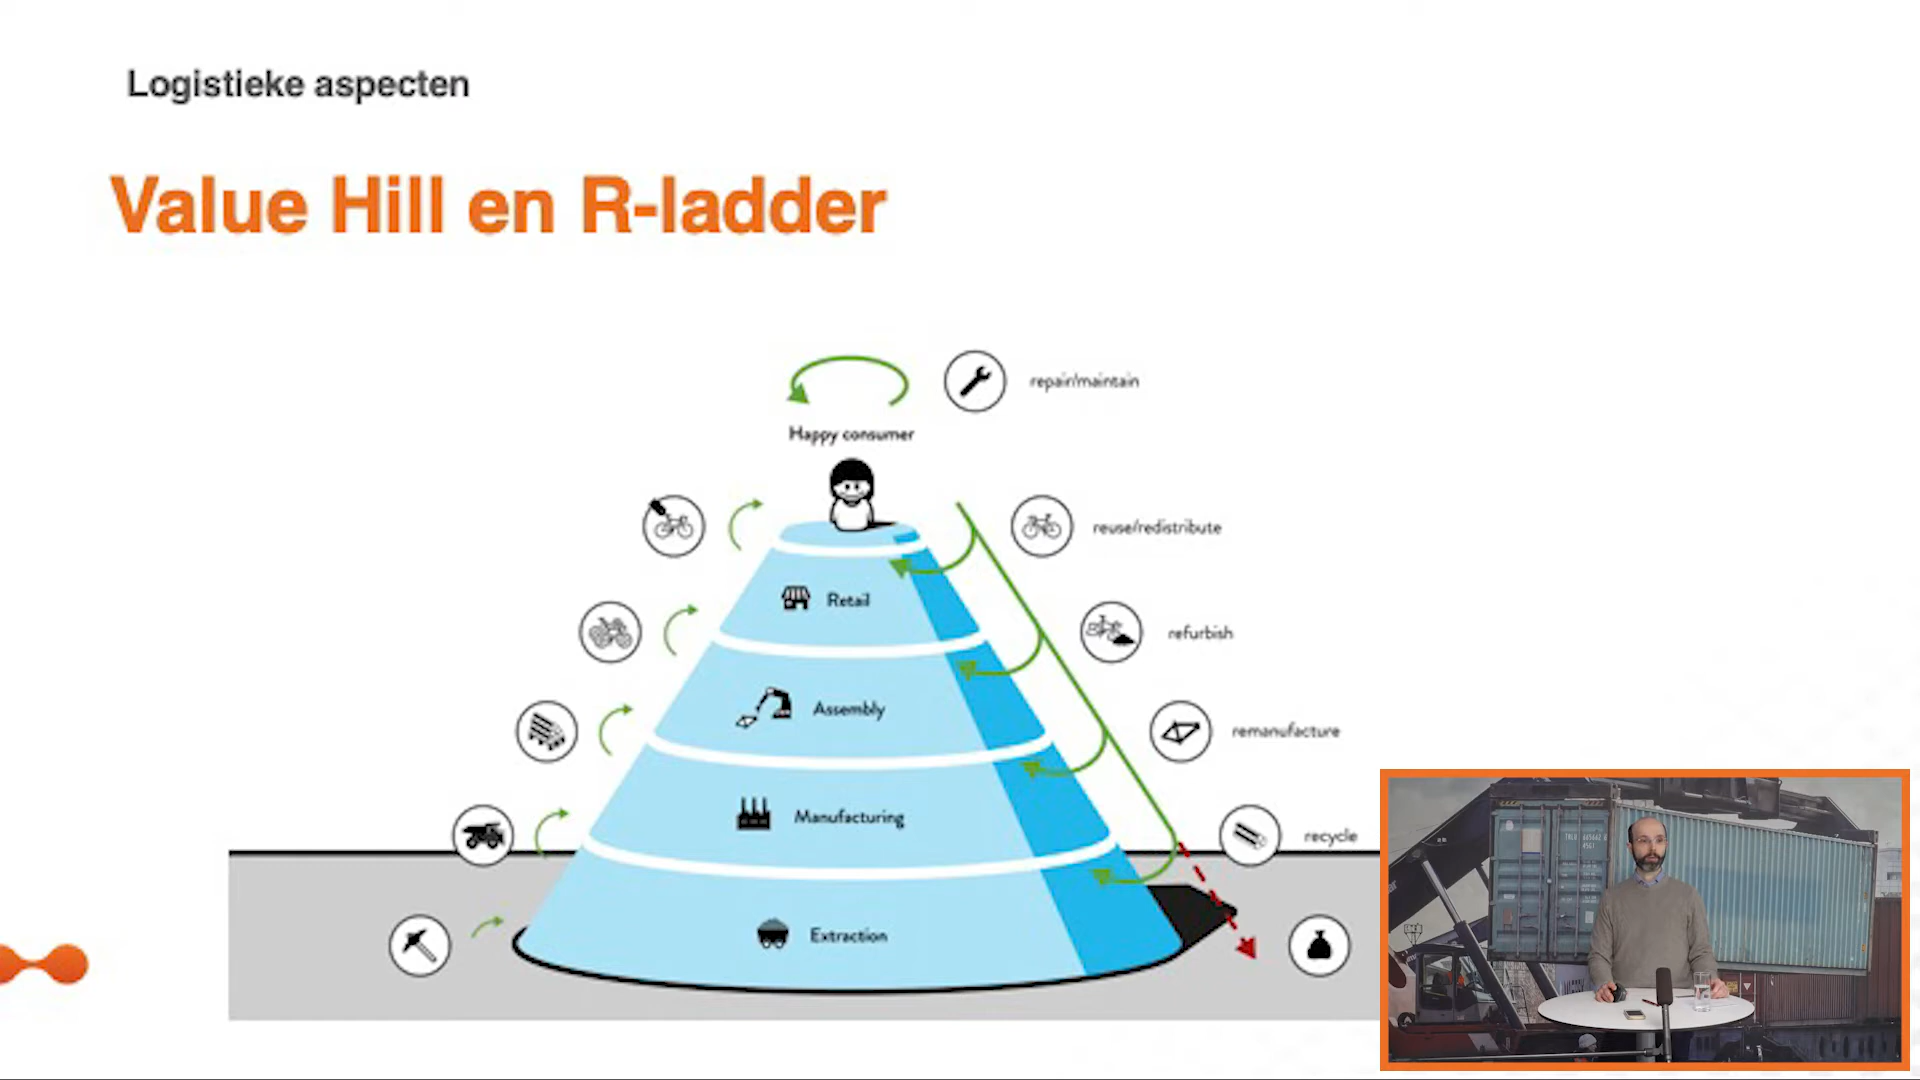 Logistieke aspecten
Value Hill en R-ladder
repair/maintain
Happy consumer
reuse/redistribute
Retail
refurbish
Assembly
remanufacture
Manufacturing
recycle
Extraction